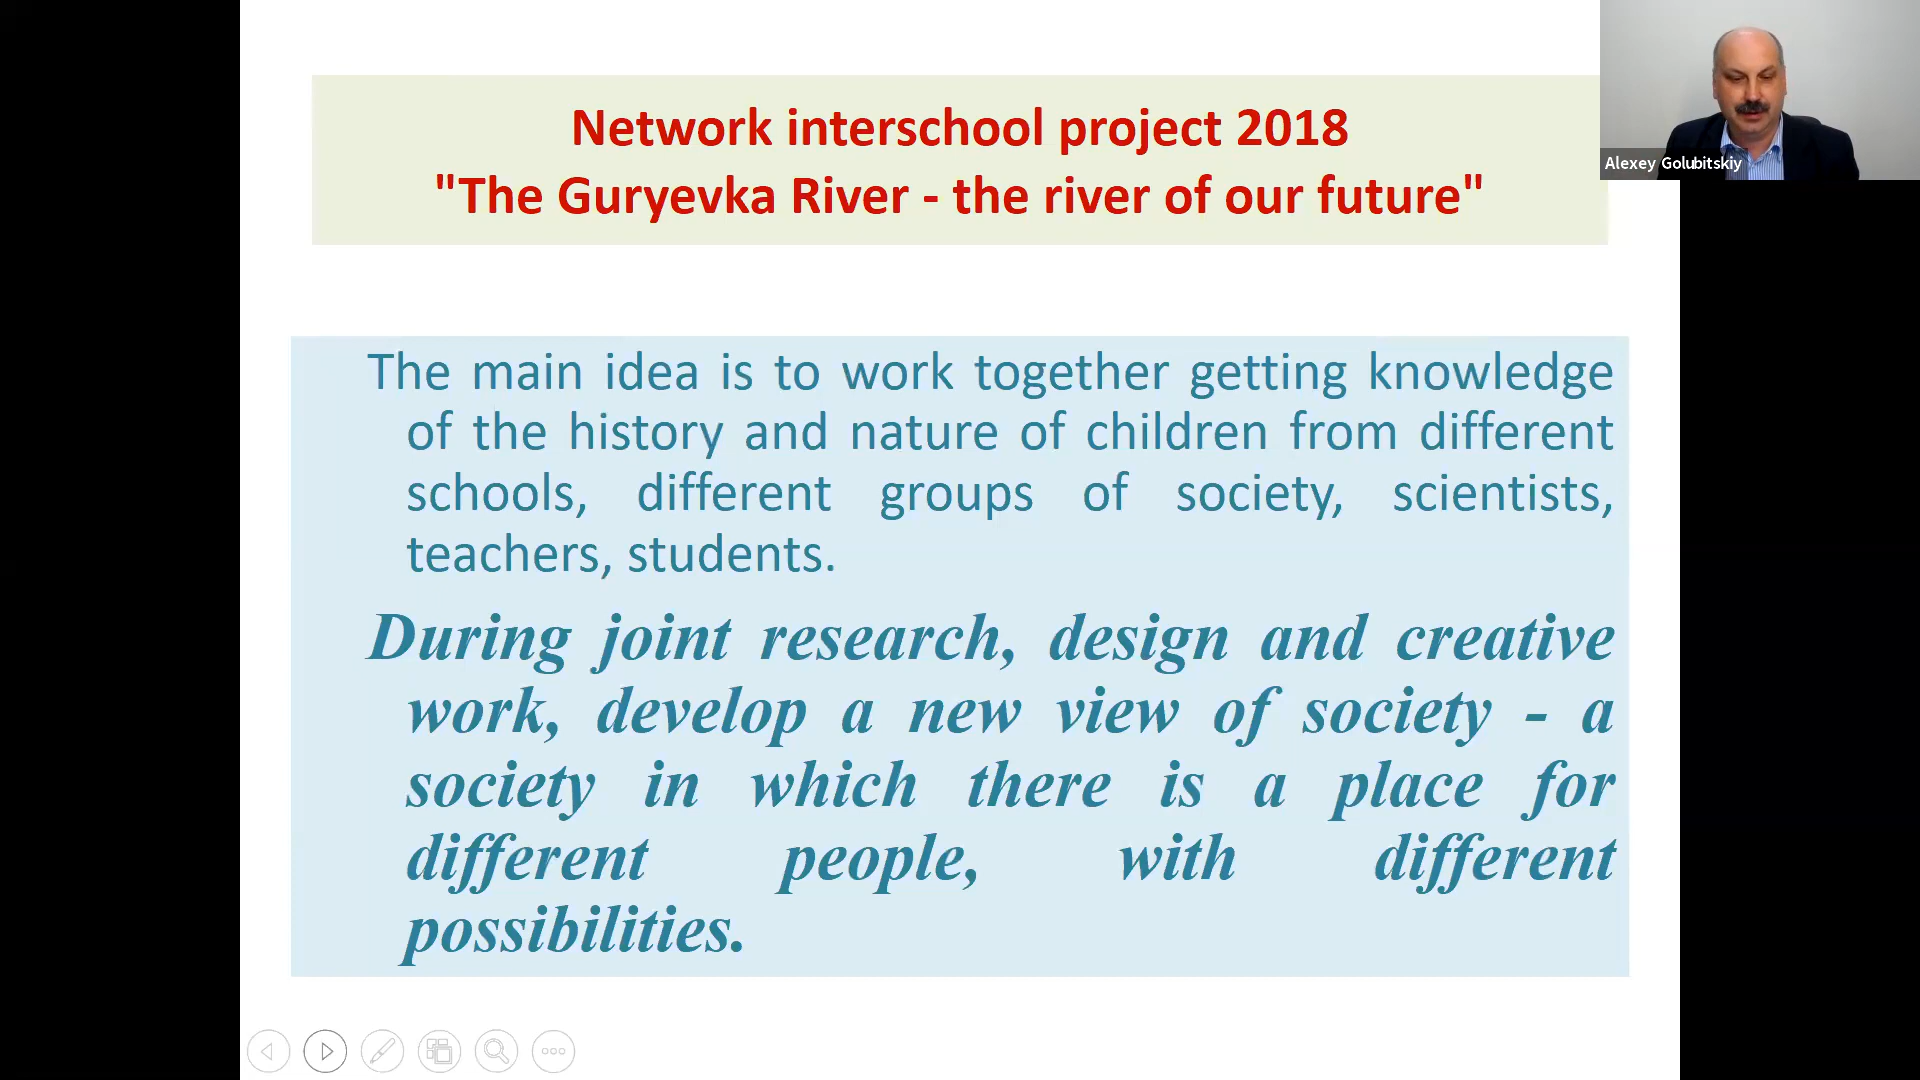 Network interschool project 2018
"The Guryevka River - the river of our future"
Alexey Golubitskiy
The main idea is to work together getting knowledge
of the history and nature of children from different
schools, different groups of society, scientists,
teachers, students.
During joint research, design and creative
work, develop a new view of society - a
society in which there is a place for
different people, with different
possibilities.